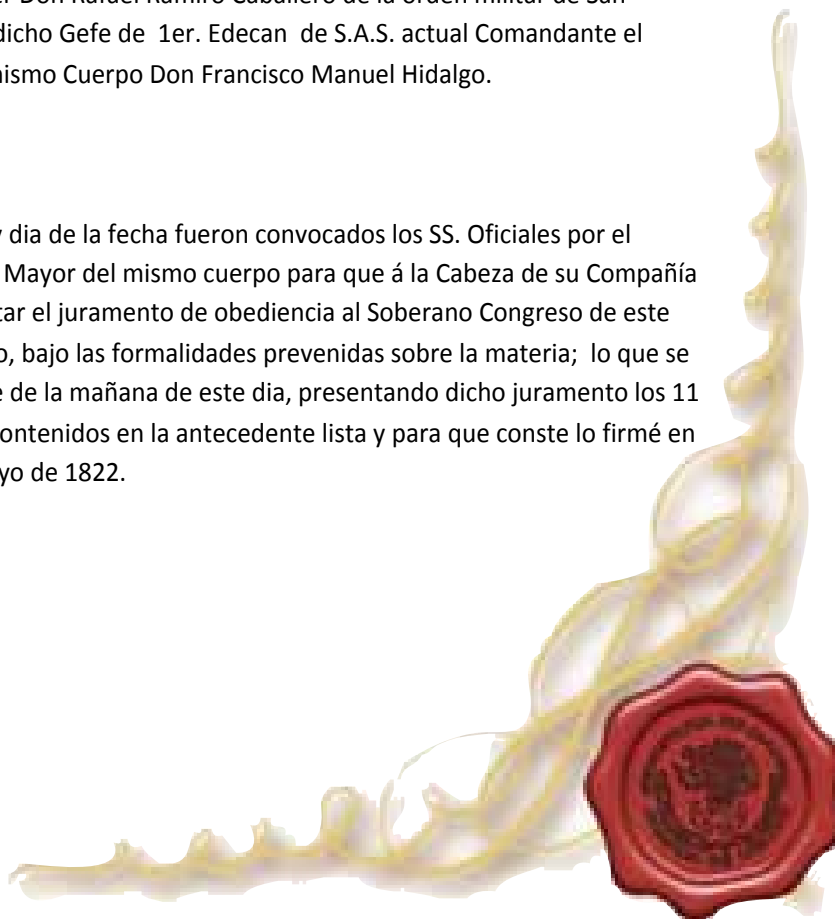 er Don Rafael Ramiro Caballero de la orden militar de San
dicho Gefe de 1er. Edecan de S.A.S. actual Comandante el
nismo Cuerpo Don Francisco Manuel Hidalgo.
y dia de la fecha fueron convocados los SS. Oficiales por el
Mayor del mismo cuerpo para que á la Cabeza de su Compañía
tar el juramento de obediencia al Soberano Congreso de este
o, bajo las formalidades prevenidas sobre la materia; lo que se
e de la mañana de este dia, presentando dicho juramento los 11
ontenidos en la antecedente lista y para que conste lo firmé en
yo de 1822.